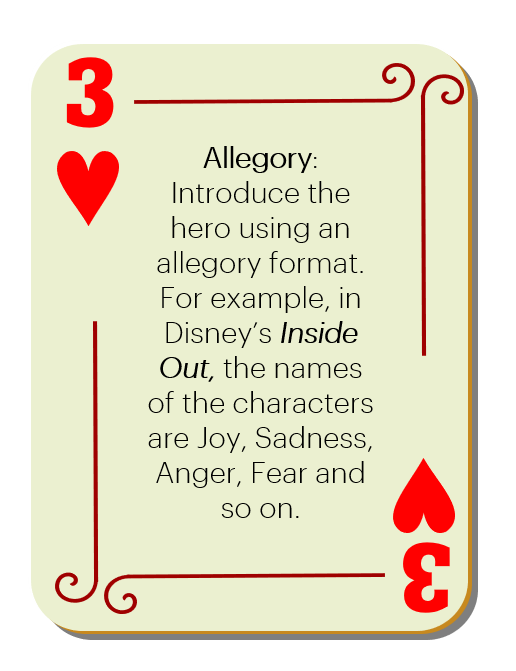 3
Allegory:
Introduce the
hero using an
allegory format.
For example, in
Disney’s Inside
Out, the names
of the characters
are Joy, Sadness,
Anger, Fear and
so on.
3